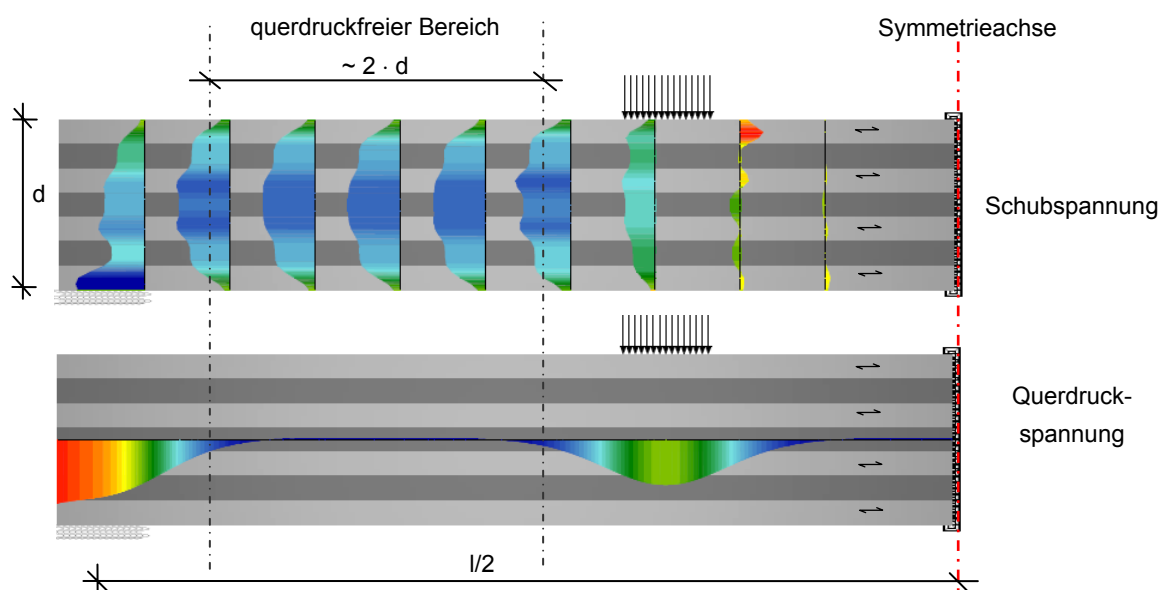 querdruckfreier Bereich
~ 2 · d
Symmetrieachse
d
Schubspannung
Querdruck-
spannung
l/2